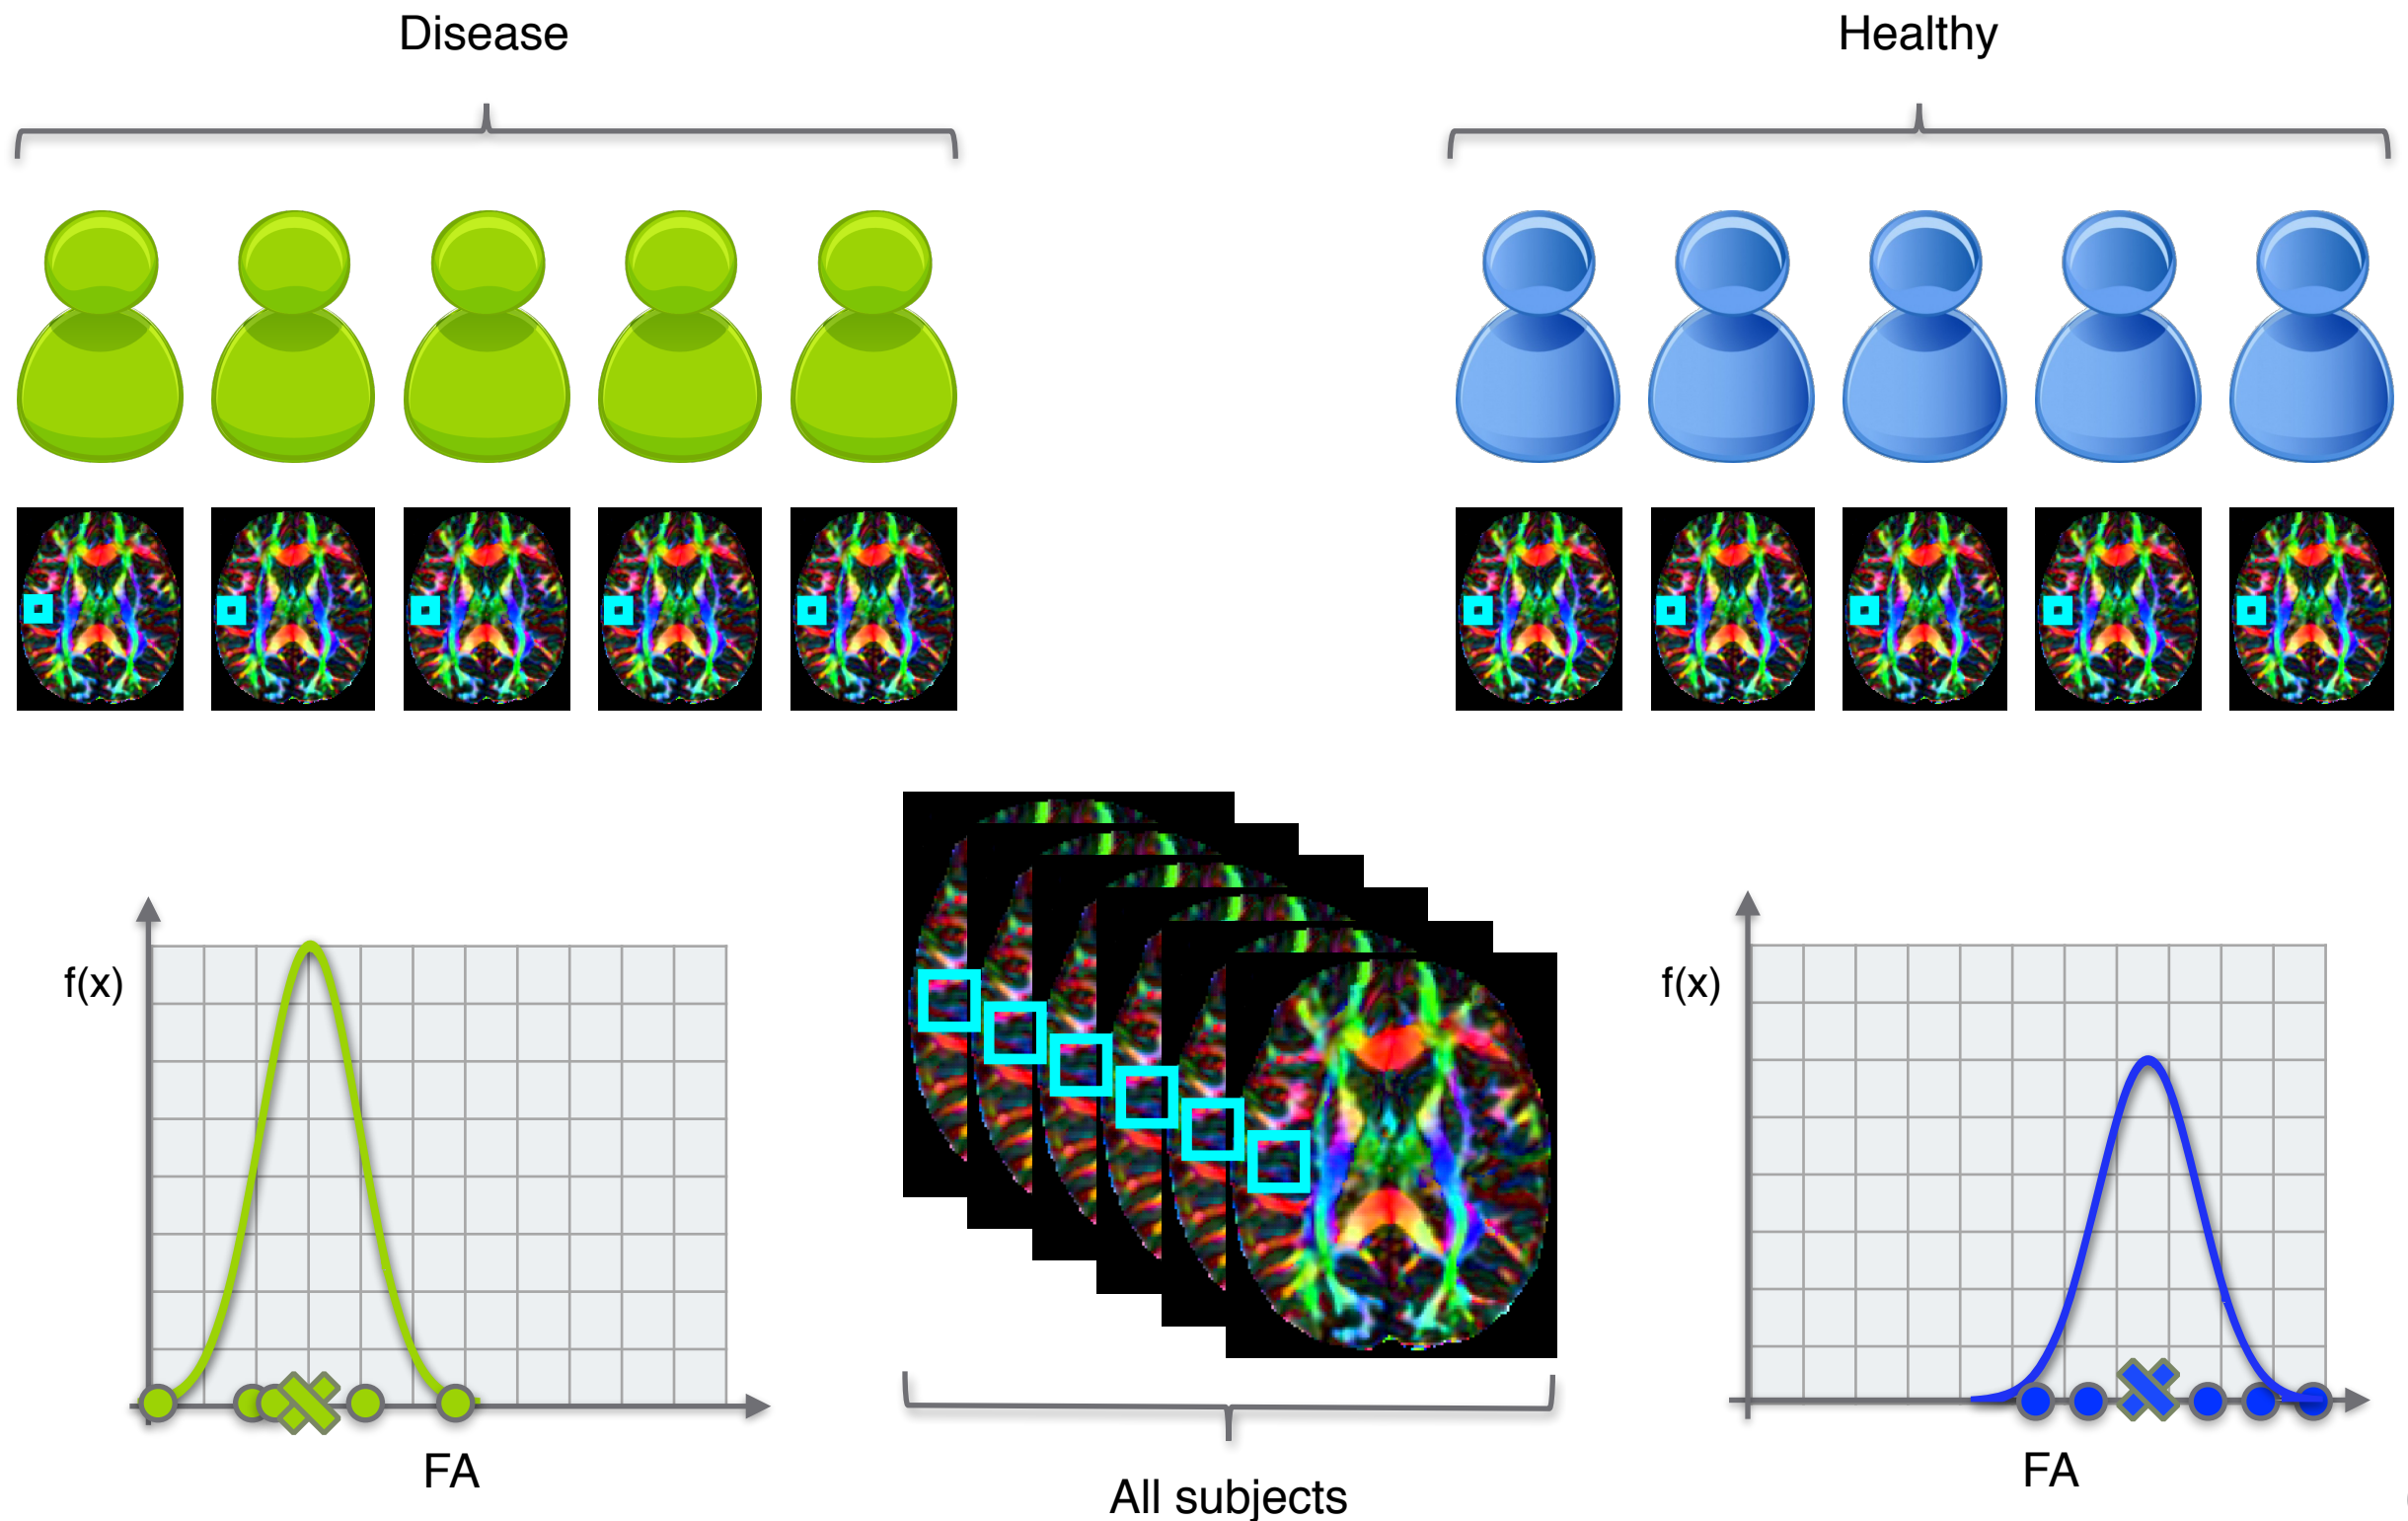 Disease
Healthy
f(x)
f(x)
FA
FA
All subjects